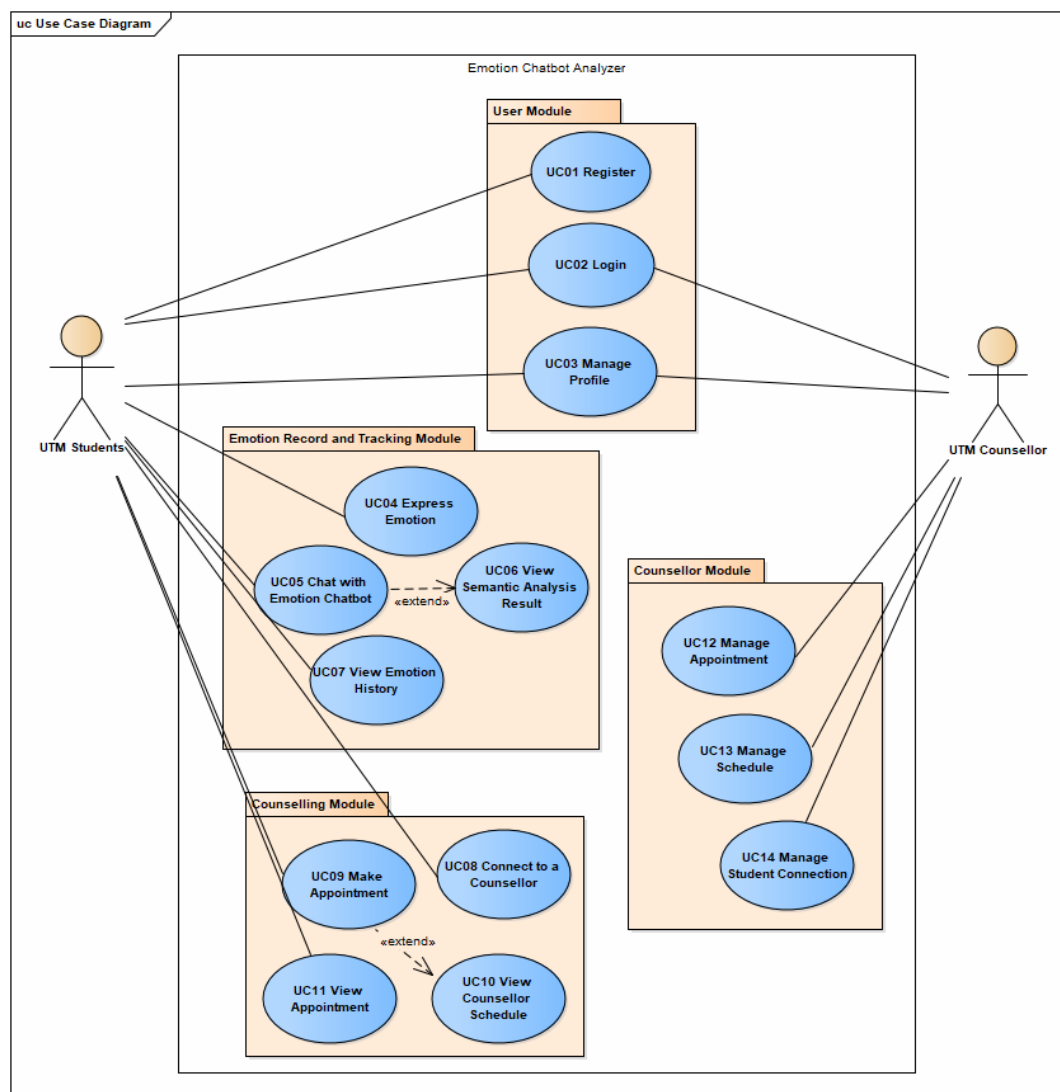 uc Use Case Diagram
Emotion Chatbot Analyzer
User Module
UC01 Register
UC02 Login
UC03 Manage
Profile
UTM Students
UTM Counsellor
Emotion Record and Tracking Module
UC04 Express
Emotion
UC05 Chat with
Emotion Chatbot
«extend»
UC06 View
Semantic Analysis
Result
UC07 View Emotion
History
Counsellor Module
UC12 Manage
Appointment
UC13 Manage
Schedule
UC14 Manage
Student Connection
Counselling Module
UC09 Make
Appointment
UC08 Connect to a
Counsellor
«extend»
UC11 View
Appointment
UC10 View
Counsellor
Schedule